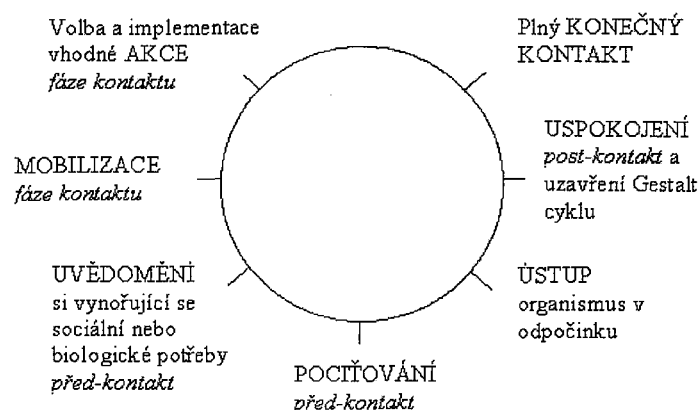 Volba a implementace
vhodné AKCE
fáze kontaktu
Plný KONEČNÝ
KONTAKT
USPOKOJENÍ
post-kontakt a
uzavření Gestalt
cyklu
MOBILIZACE
fáze kontaktu
UVĚDOMĚNÍ
si vynořující se
sociální nebo
biologické potřeby
před-kontakt
ÚSTUP
organismus v
odpočinku
POCIŤOVÁNÍ
před-kontakt